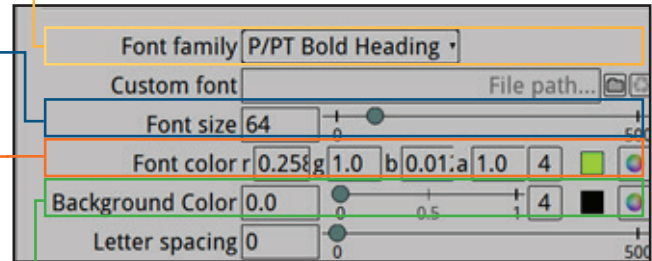 Font family P/PT Bold Heading
Custom font File path...
Font size 64 0 500
Font color r 0.258 g 1.0 b 0.01 a 1.0 4
Background Color 0.0 0 0.5 1 4
Letter spacing 0 0 500